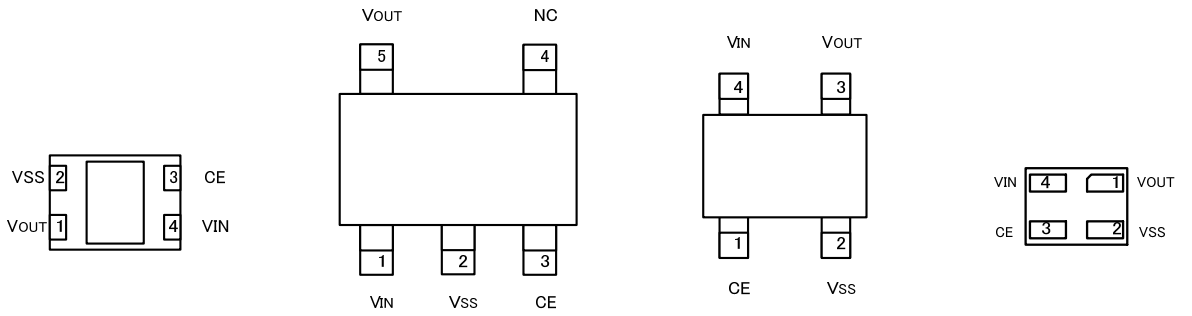 VSS 2 3 CE
VOUT 1 4 VIN
VOUT NC
5 4
1 2 3
VIN VSS CE
VIN VOUT
4 3
1 2
CE VSS
VIN 4 1 VOUT
CE 3 2 VSS